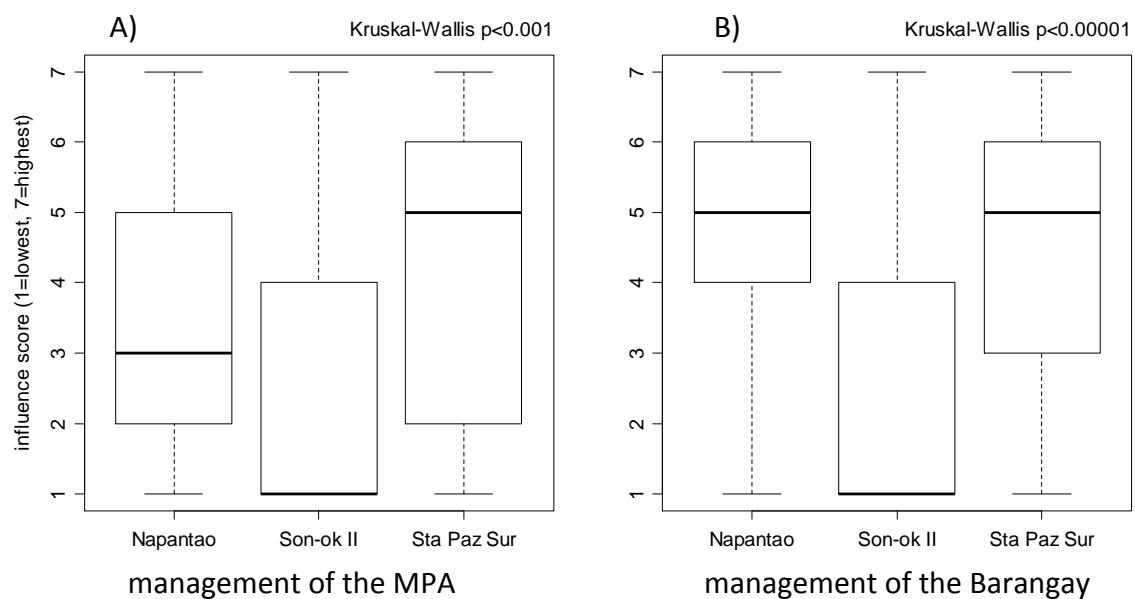 A)
Kruskal-Wallis p<0.001
influence score (1=lowest, 7=highest)
7
6
5
4
3
2
1
Napantao Son-ok II Sta Paz Sur
management of the MPA
B)
Kruskal-Wallis p<0.00001
7
6
5
4
3
2
1
Napantao Son-ok II Sta Paz Sur
management of the Barangay